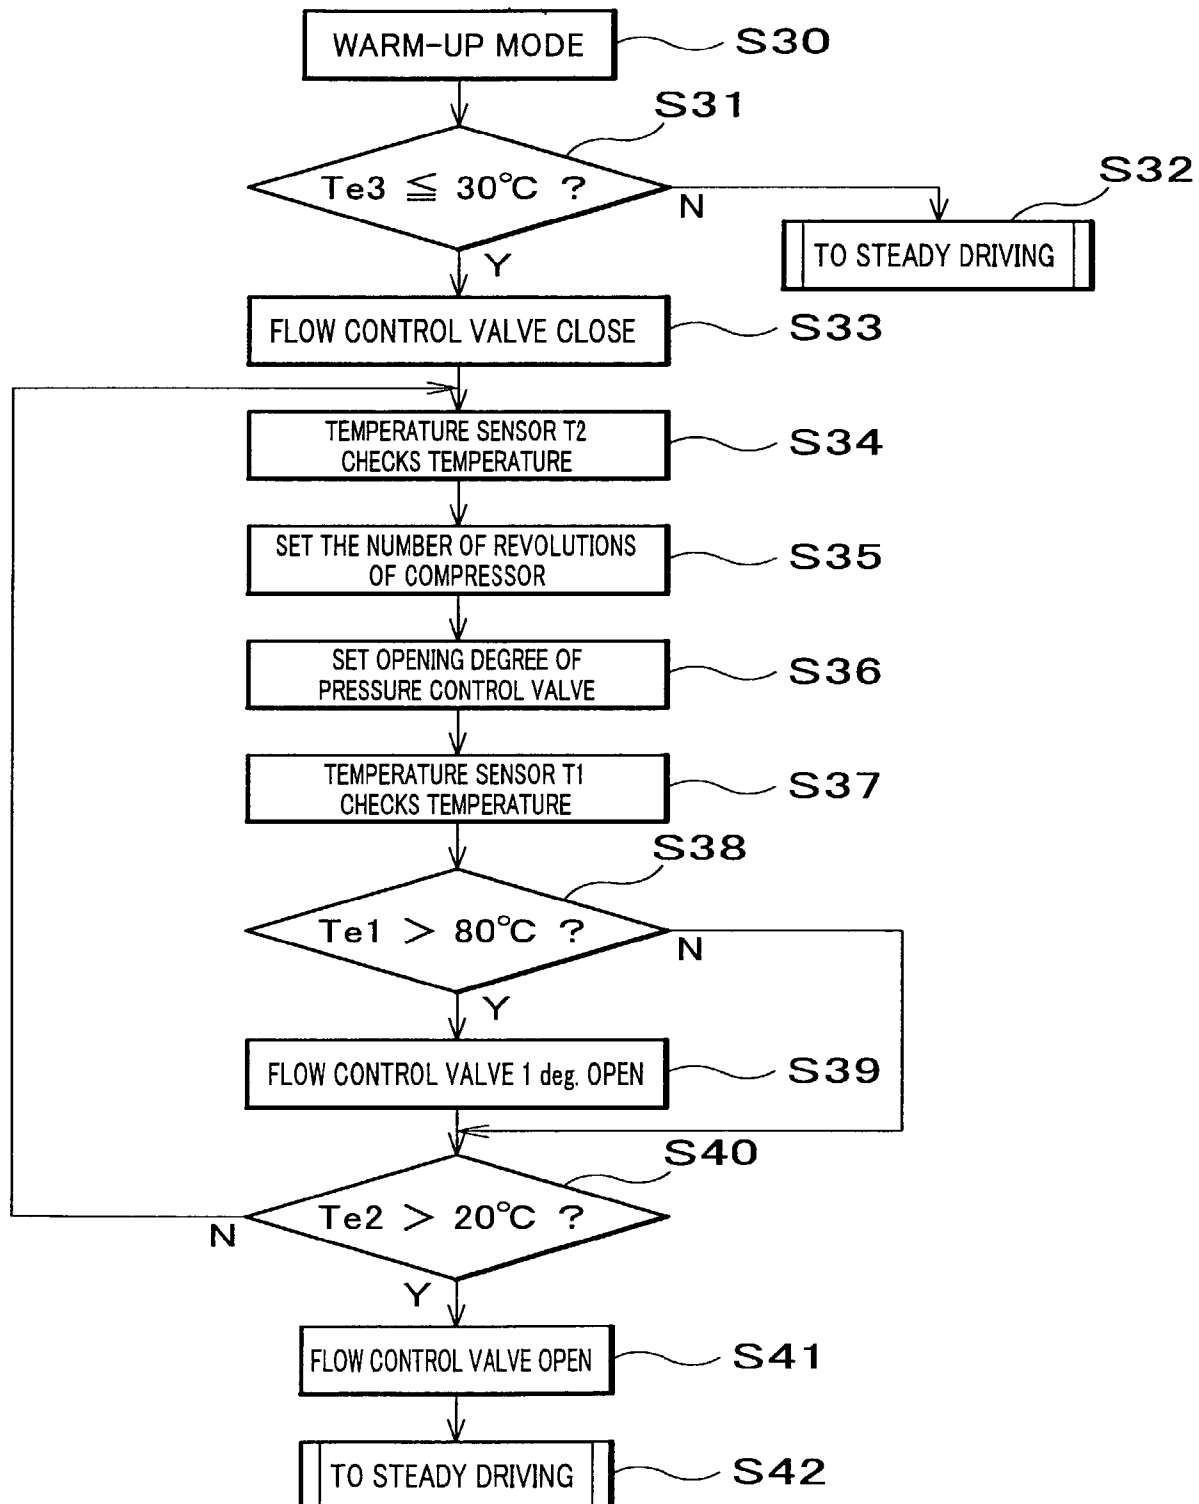 WARM-UP MODE
S30
S31
Te3 ≦ 30°C ?
N
S32
TO STEADY DRIVING
Y
FLOW CONTROL VALVE CLOSE
S33
TEMPERATURE SENSOR T2
CHECKS TEMPERATURE
S34
SET THE NUMBER OF REVOLUTIONS
OF COMPRESSOR
S35
SET OPENING DEGREE OF
PRESSURE CONTROL VALVE
S36
TEMPERATURE SENSOR T1
CHECKS TEMPERATURE
S37
S38
Te1 > 80°C ?
N
Y
FLOW CONTROL VALVE 1 deg. OPEN
S39
S40
Te2 > 20°C ?
N
Y
FLOW CONTROL VALVE OPEN
S41
TO STEADY DRIVING
S42